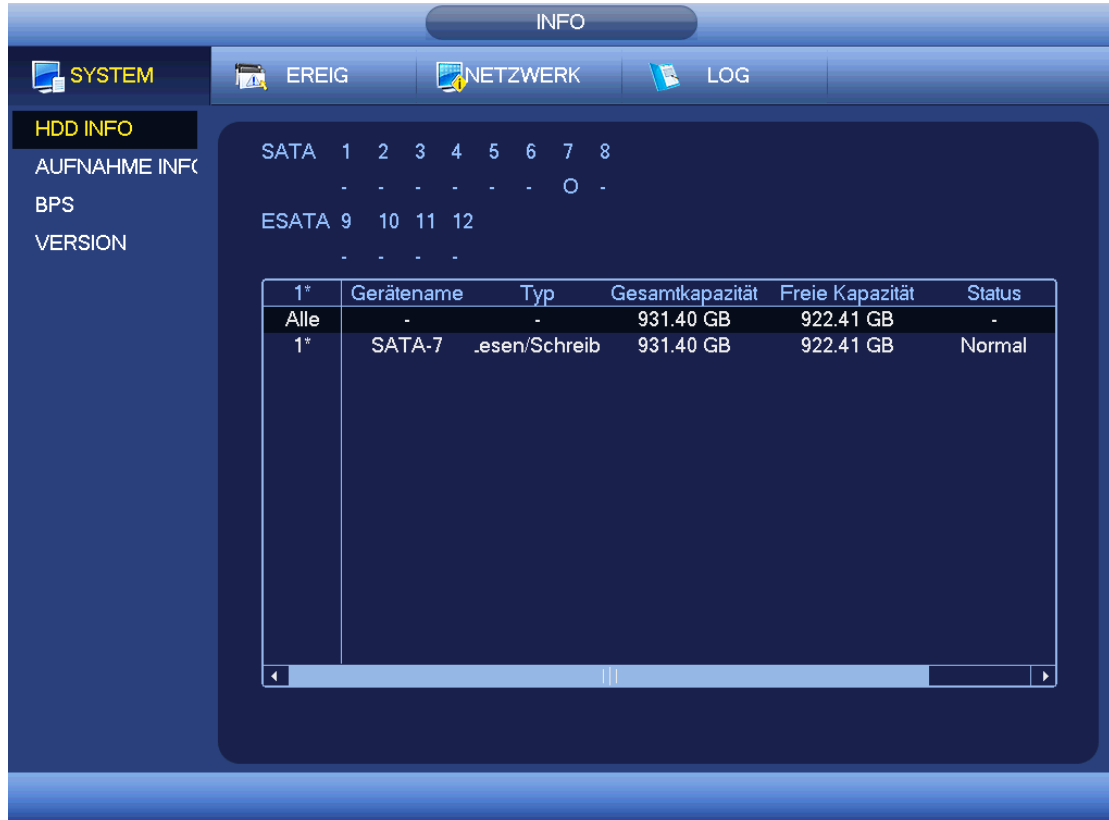 INFO
SYSTEM EREIG NETZWERK LOG
HDD INFO
AUFNAHME INF(
BPS
VERSION
SATA 1 2 3 4 5 6 7 8
- - - - - - O -
ESATA 9 10 11 12
- - - -
1* Gerätename Typ Gesamtkapazität Freie Kapazität Status
Alle - - 931.40 GB 922.41 GB -
1* SATA-7 .esen/Schreib 931.40 GB 922.41 GB Normal